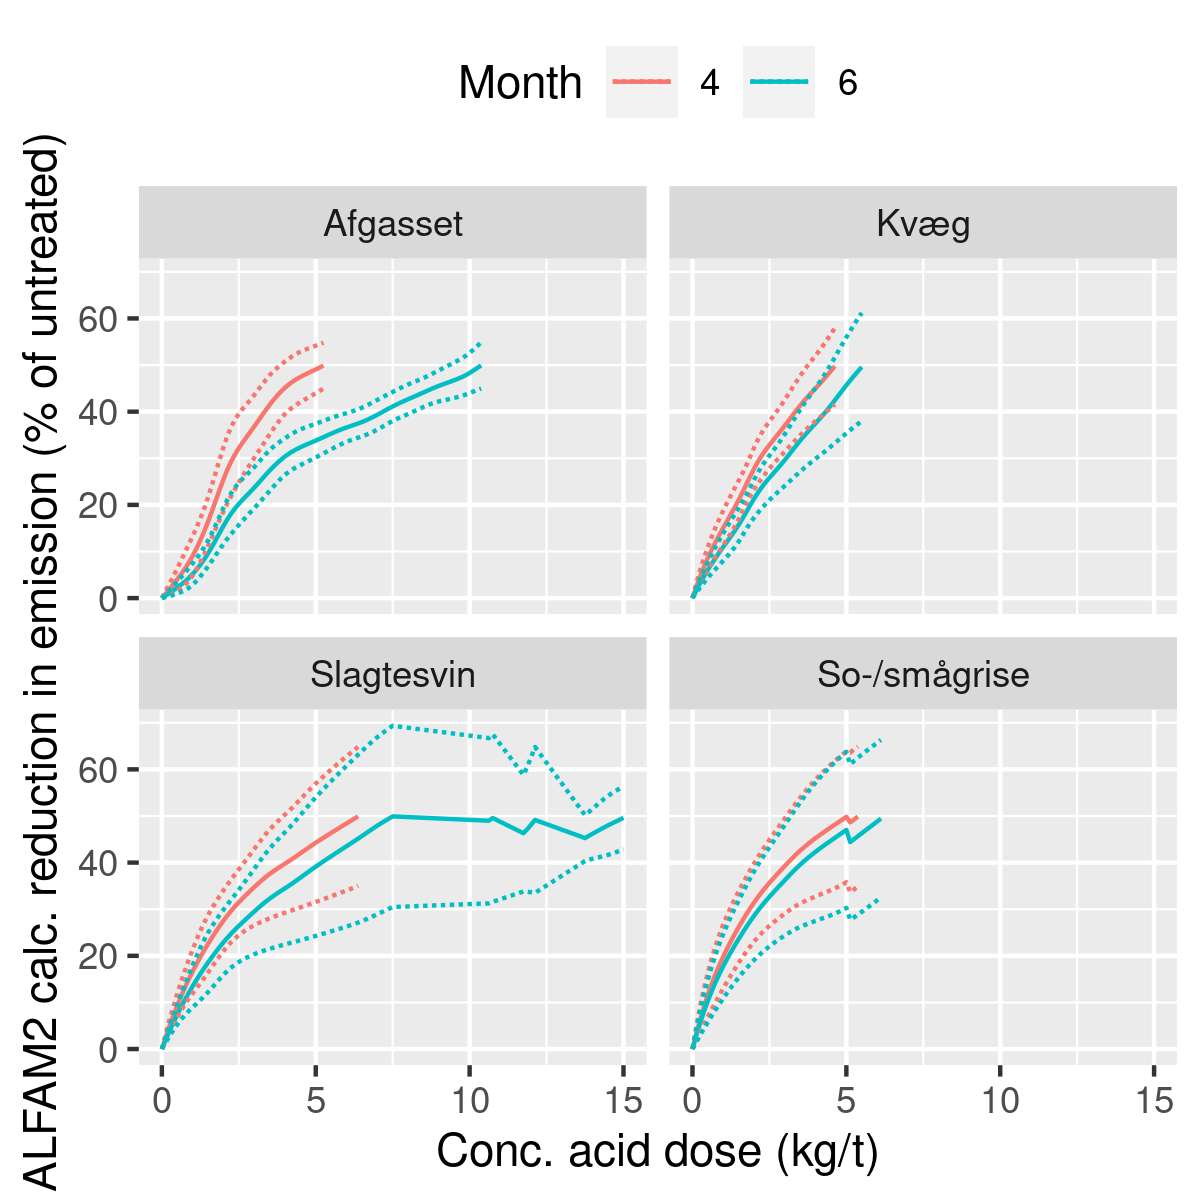 Month 4 6
ALFAM2 calc. reduction in emission (% of untreated)
Afgasset Kvæg
60
40
20
0
Slagtesvin So-/smågrise
60
40
20
0
0 5 10 15 0 5 10 15
Conc. acid dose (kg/t)